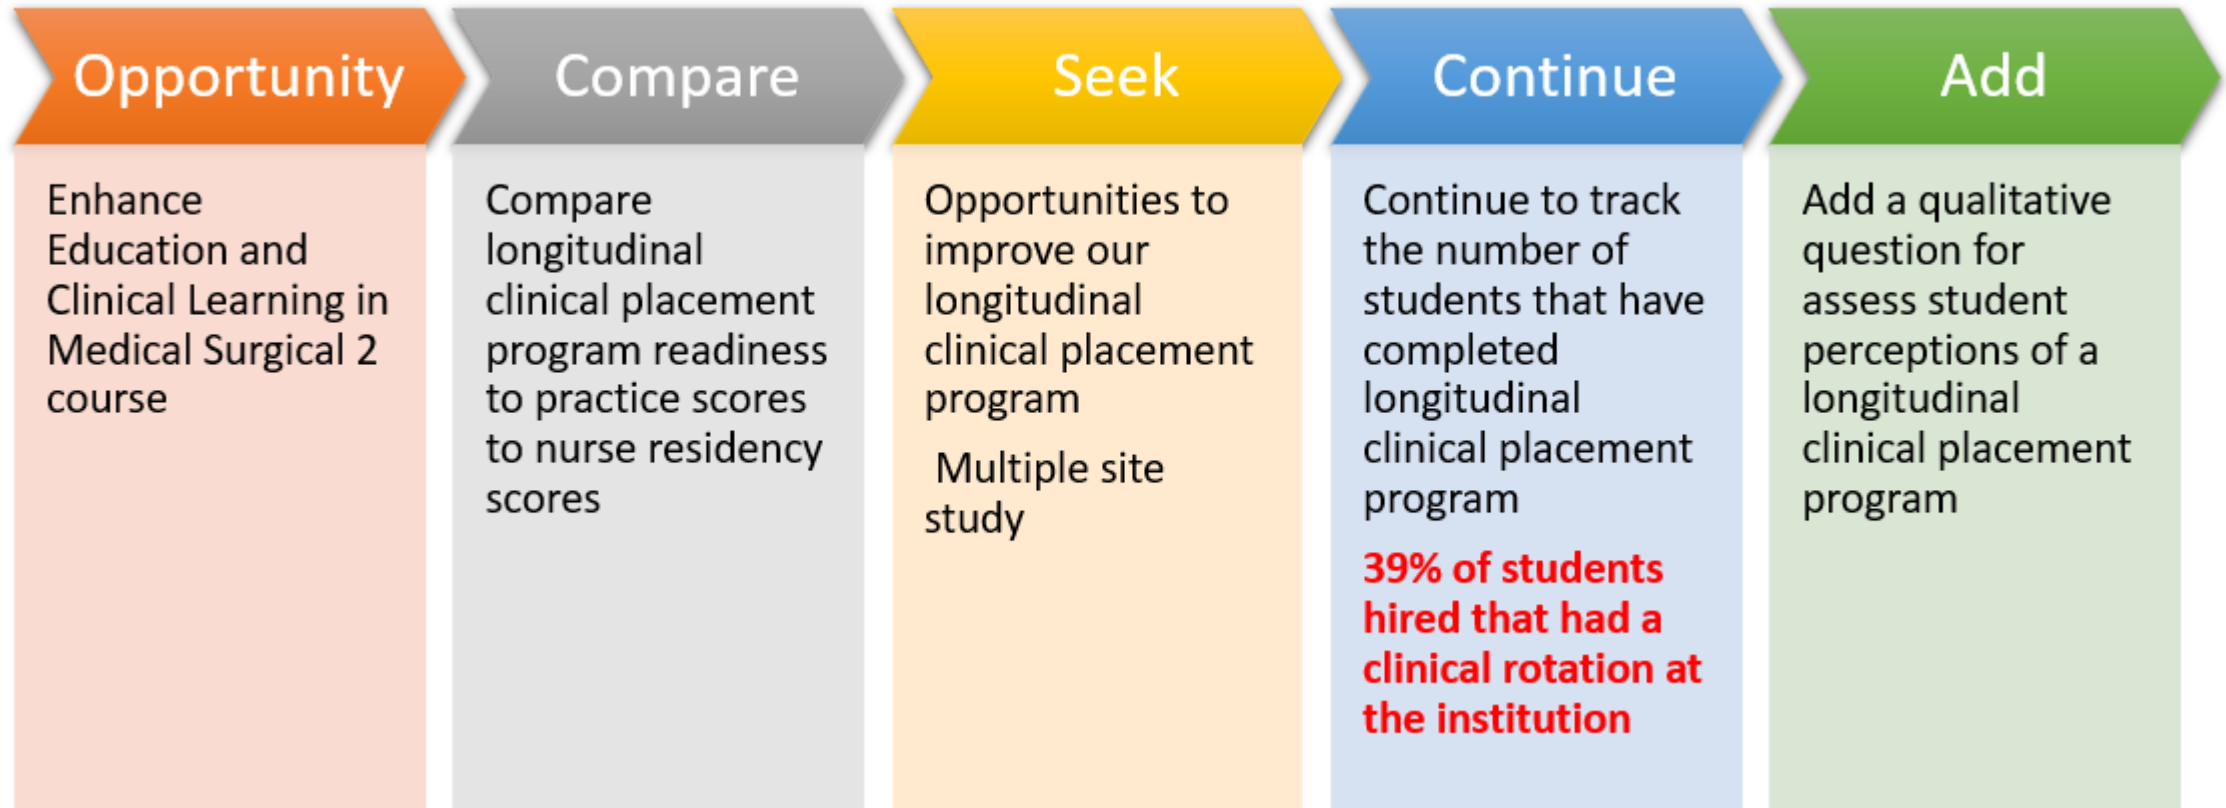 Opportunity
Enhance
Education and
Clinical Learning in
Medical Surgical 2
course
Compare
Compare
longitudinal
clinical placement
program readiness
to practice scores
to nurse residency
scores
Seek
Opportunities to
improve our
longitudinal
clinical placement
program
Multiple site
study
Continue
Continue to track
the number of
students that have
completed
longitudinal
clinical placement
program
39% of students
hired that had a
clinical rotation at
the institution
Add
Add a qualitative
question for
assess student
perceptions of a
longitudinal
clinical placement
program